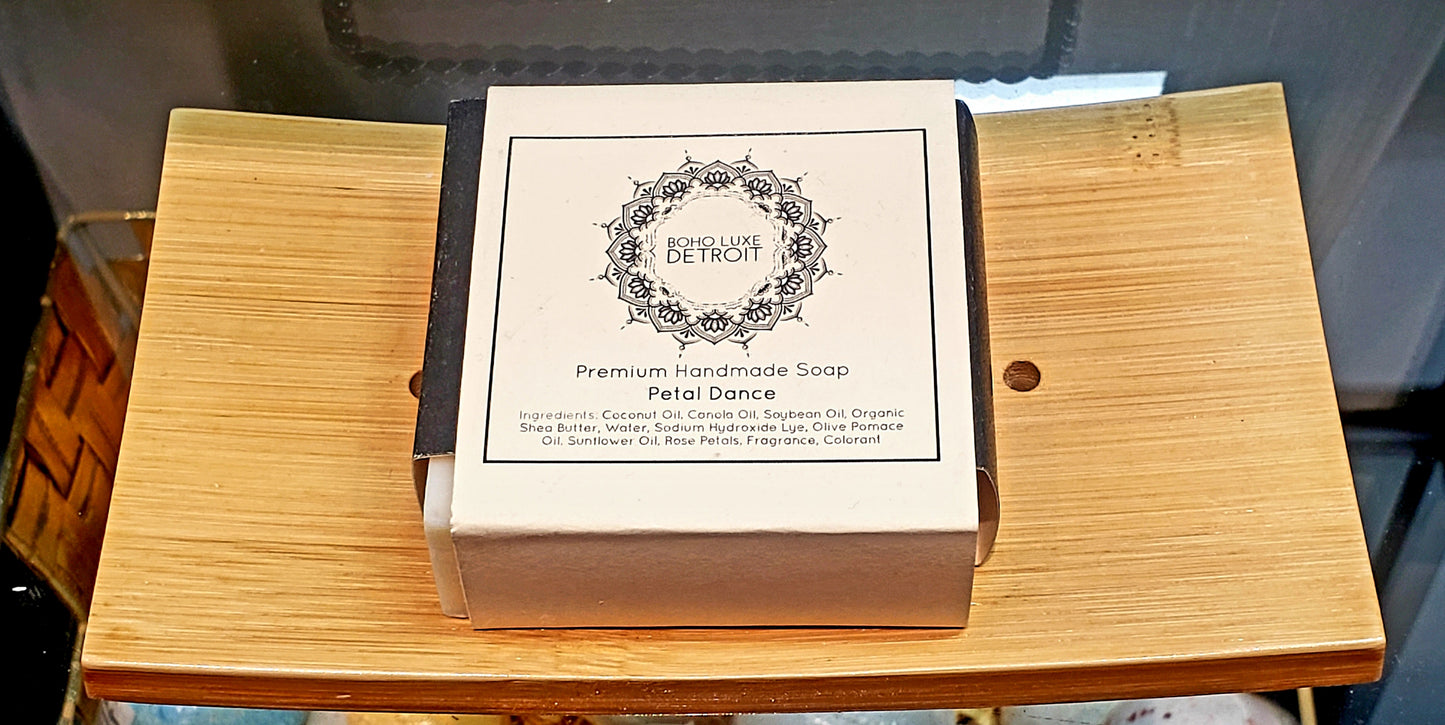 BOHO LUXE
DETROIT
Premium Handmade Soap
Petal Dance
Ingredients: Coconut Oil, Canola Oil, Soybean Oil, Organic
Shea Butter, Water, Sodium Hydroxide Lye, Olive Pomace
Oil, Sunflower Oil, Rose Petals, Fragrance, Colorant